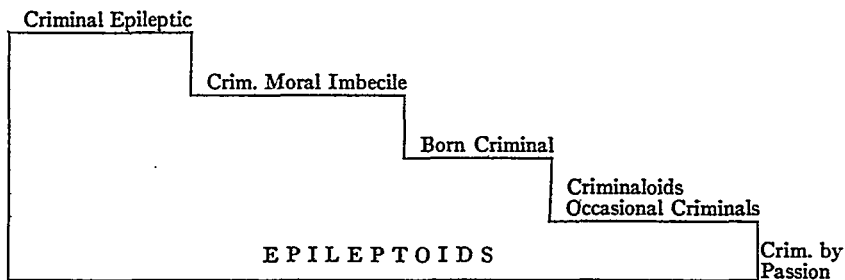 Criminal Epileptic
Crim. Moral Imbecile
Born Criminal
Criminaloids
Occasional Criminals
EPILEPTOIDS
Crim. by
Passion